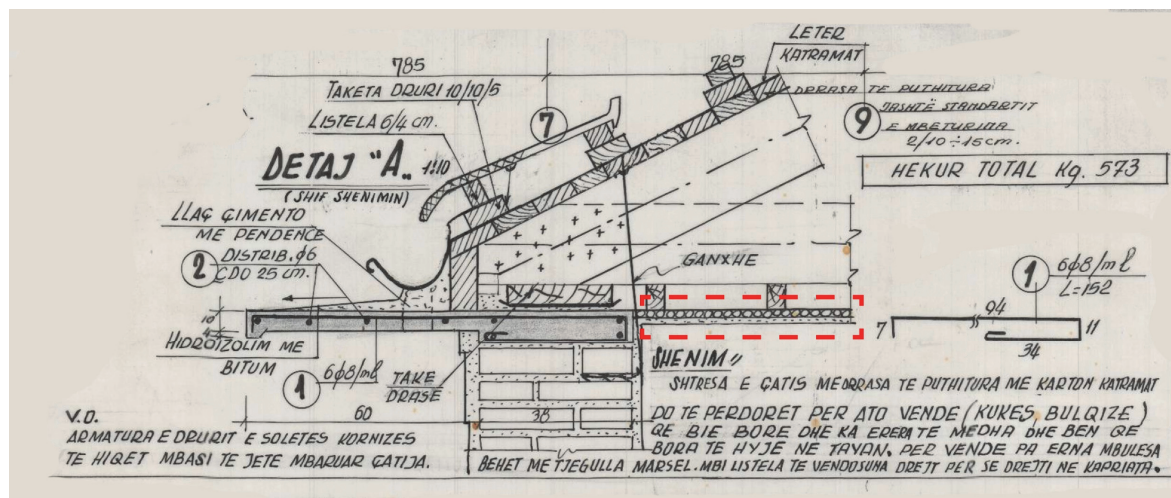 785
785
LETER
KATRAMAT
TAKETA DRURI 10/10/5
DRRASA TE PUTHITURA
JASHTË STANDARTIT
E MBETURINA
2/10÷15cm.
7
9
LISTELA 6/4 cm.
DETAJ "A„ 1:10
(SHIF SHENIMIN)
HEKUR TOTAL Kg. 573
LLAÇ ÇIMENTO
ME PENDENCE
2
DISTRIB. ϕ6
ÇDO 25 cm.
GANXHE
1
6ϕ8/ml
L=152
10
4
94
7
11
34
HIDROIZOLIM ME
BITUM
1
6ϕ8/ml
TAKE
DRASE
60
38
SHENIM〃
SHTRESA E ÇATIS ME DRRASA TE PUTHITURA ME KARTON KATRAMAT
DO TE PERDORET PER ATO VENDE (KUKES, BULQIZE)
QE BIE BORE DHE KA ERERA TE MEDHA DHE BEN QE
BORA TE HYJE NE TAVAN. PER VENDE PA ERNA MBULESA
BEHET ME TJEGULLA MARSEL. MBI LISTELA TE VENDOSUNA DREJT PER SE DREJTI NE KAPRIATA.
V.O.
ARMATURA E DRURIT E SOLETES KORNIZES
TE HIQET MBASI TE JETE MBARUAR ÇATIJA.